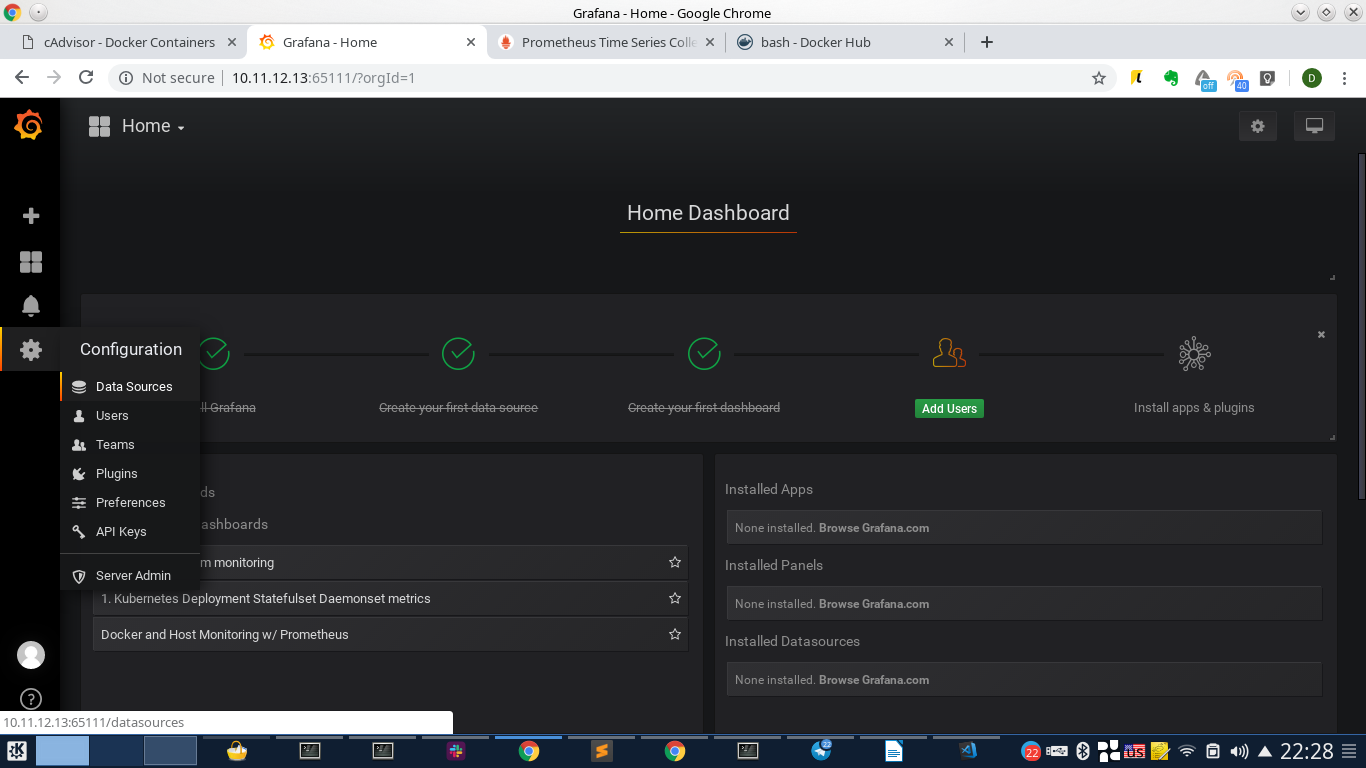 Grafana - Home - Google Chrome
cAdvisor - Docker Containers
Grafana - Home
Prometheus Time Series Colle
bash - Docker Hub
Not secure
10.11.12.13:65111/?orgId=1
off
40
D
Home
Home Dashboard
Configuration
Data Sources
Users
Teams
Plugins
Preferences
API Keys
Server Admin
ll Grafana
Create your first data source
Create your first dashboard
Add Users
Install apps & plugins
ds
ashboards
m monitoring
1. Kubernetes Deployment Statefulset Daemonset metrics
Docker and Host Monitoring w/ Prometheus
Installed Apps
None installed. Browse Grafana.com
Installed Panels
None installed. Browse Grafana.com
Installed Datasources
None installed. Browse Grafana.com
10.11.12.13:65111/datasources
22
22
US
22:28